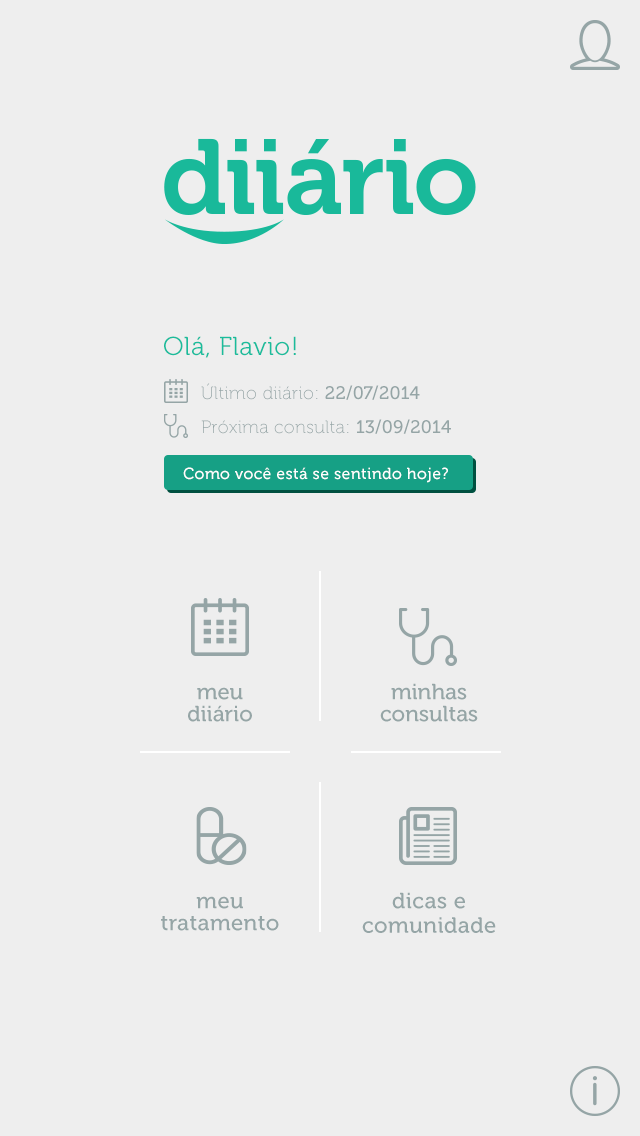 diiário
Olá, Flavio!
Último diiário: 22/07/2014
Próxima consulta: 13/09/2014
Como você está se sentindo hoje?
meu
diiário
minhas
consultas
meu
tratamento
dicas e
comunidade
i